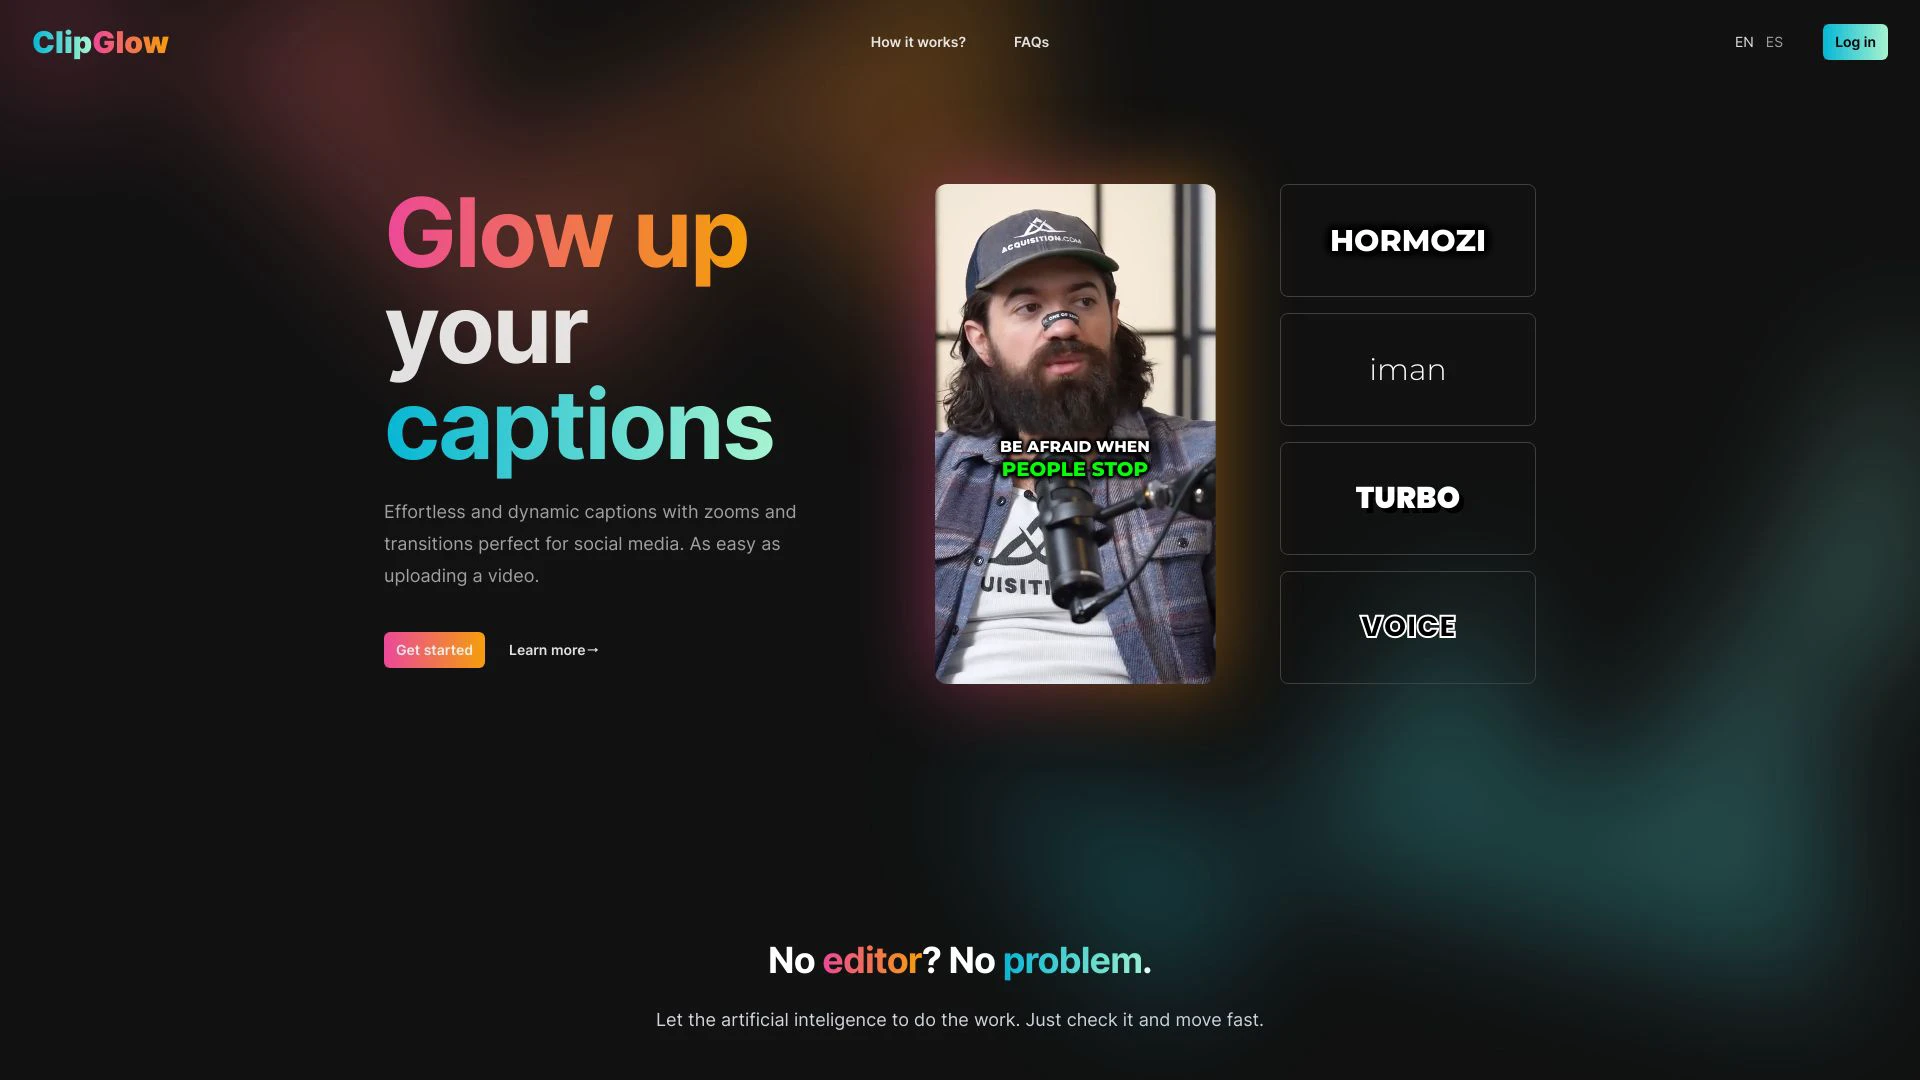 ClipGlow
How it works?
FAQs
EN
ES
Log in
Glow up
your
captions
Effortless and dynamic captions with zooms and
transitions perfect for social media. As easy as
uploading a video.
Get started
Learn more→
ACQUISITION.COM
BE AFRAID WHEN
PEOPLE STOP
UISITI
HORMOZI
iman
TURBO
VOICE
No editor? No problem.
Let the artificial inteligence to do the work. Just check it and move fast.